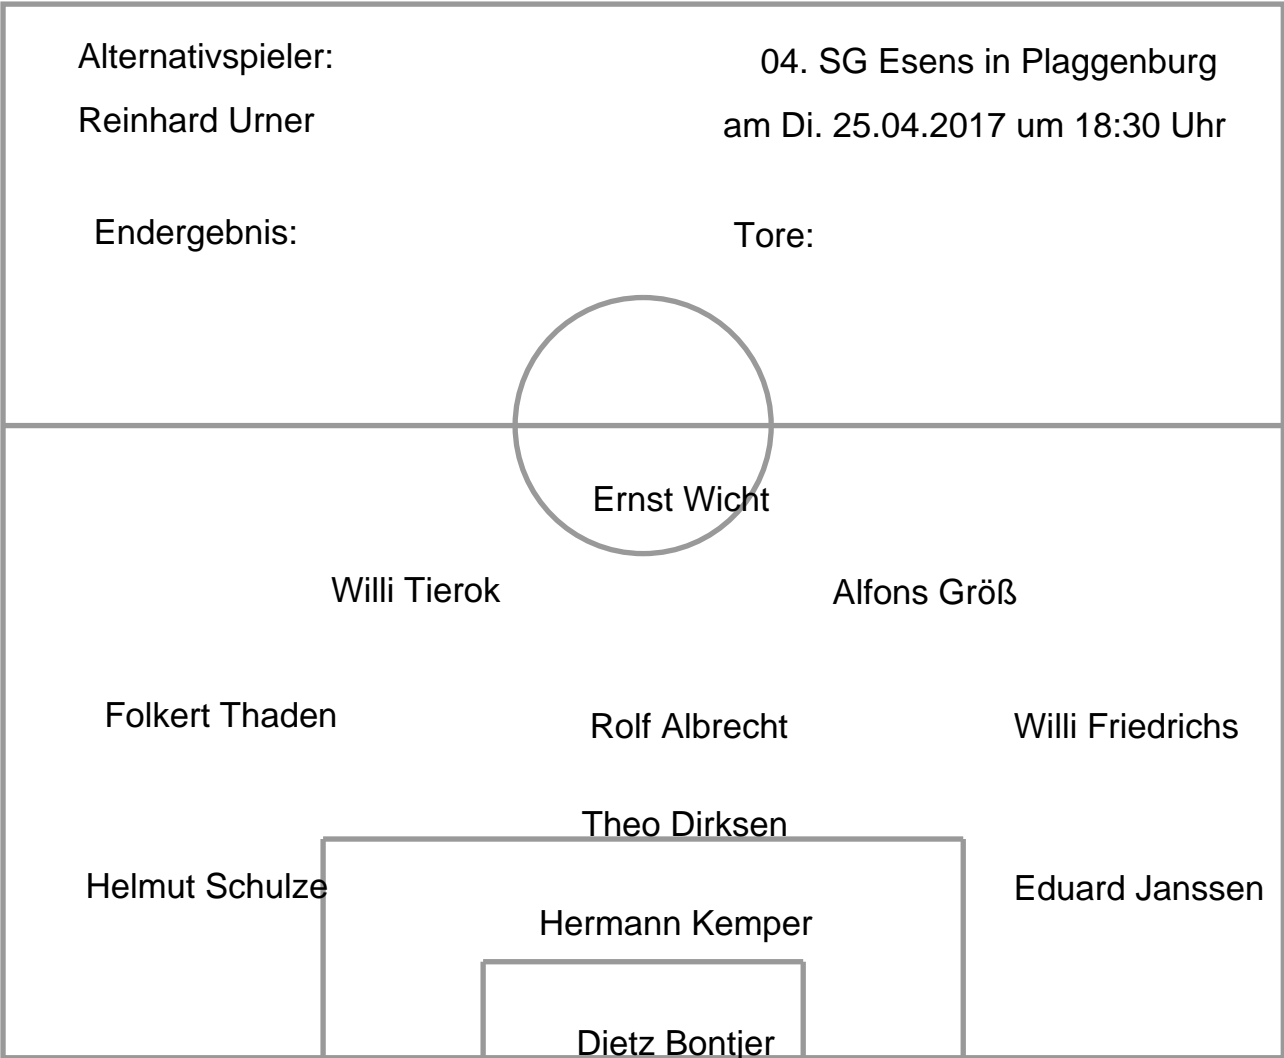 Alternativspieler:
04. SG Esens in Plaggenburg
Reinhard Urner
am Di. 25.04.2017 um 18:30 Uhr
Endergebnis:
Tore:
Ernst Wicht
Willi Tierok
Alfons Größ
Folkert Thaden
Rolf Albrecht
Willi Friedrichs
Theo Dirksen
Helmut Schulze
Eduard Janssen
Hermann Kemper
Dietz Bontjer